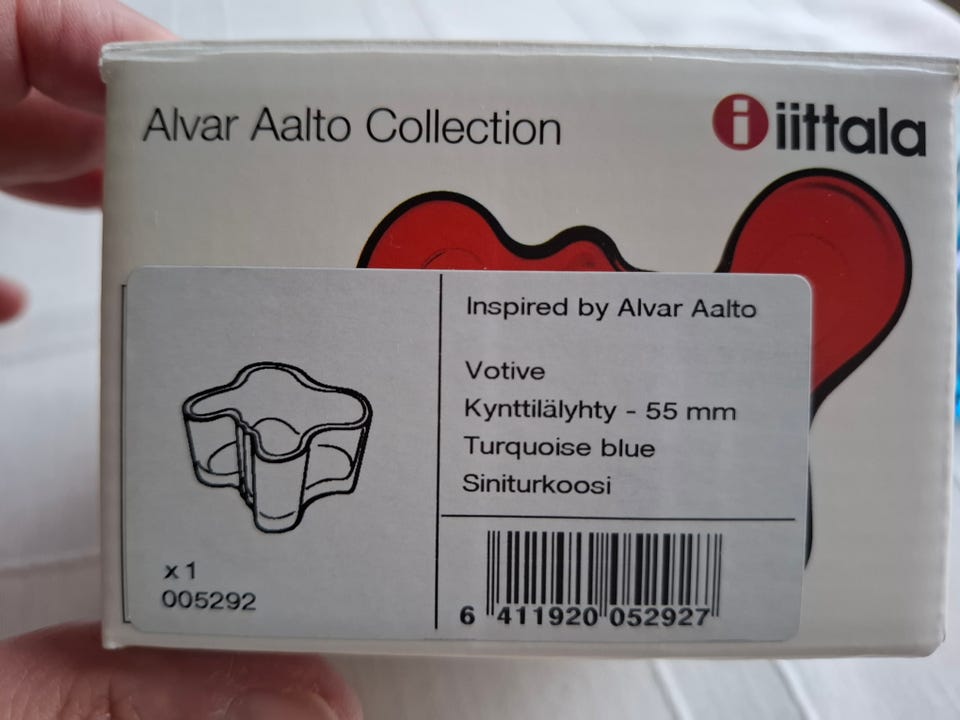 Alvar Aalto Collection
i iittala
Inspired by Alvar Aalto
Votive
Kynttilälyhty - 55 mm
Turquoise blue
Siniturkoosi
x 1
005292
6 411920 052927